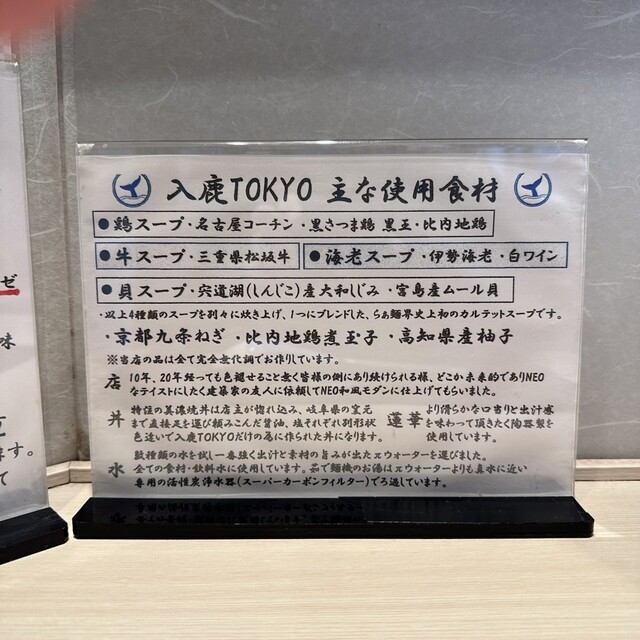 入鹿TOKYO 主な使用食材
●鶏スープ・名古屋コーチン・黒さつま鶏 黒王・比内地鶏
●牛スープ・三重県松坂牛 ●海老スープ・伊勢海老・白ワイン
●貝スープ・宍道湖(しんじこ)産大和しじみ・宮島産ムール貝
・以上4種類のスープを別々に炊き上げ、1つにブレンドした、らぁ麺界史上初のカルテットスープです。
・京都九条ねぎ ・比内地鶏煮玉子 ・高知県産柚子
※当店の品は全て完全無化調でお作りしています。
店 10年、20年経っても色褪せること無く皆様の側にあり続けられる様、どこか未来的でありNEO
なテイストにしたく建築家の友人に依頼してNEO和風モダンに仕上げてもらいました。
丼 特注の美濃焼丼は店主が惚れ込み、岐阜県の窯元
まで直接足を運び頼みこんだ醤油、塩それぞれ別形状
色違いで入鹿TOKYOだけの為に作られた丼になります。
蓮華 より滑らかな口当りと出汁感
を味わって頂きたく陶器製を
使用しています。
水 数種類の水を試し一番強く出汁と素材の旨みが出たπウォーターを選びました。
全ての素材・飲料水に使用しています。茹で麺機のお湯はπウォーターよりも真水に近い
専用の活性炭浄水器(スーパーカーボンフィルター)でろ過しています。
ゼ
味
ます。
て